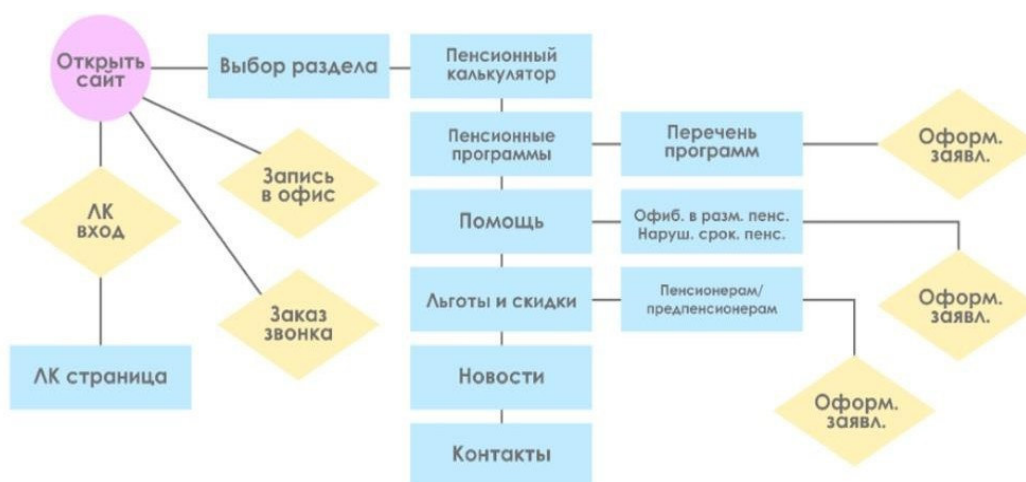 Открыть
сайт
Выбор раздела
Пенсионный
калькулятор
Пенсионные
программы
Перечень
программ
Оформ.
заявл.
Запись
в офис
ЛК
вход
Помощь
Офиб. в разм. пенс.
Наруш. срок. пенс.
Оформ.
заявл.
Льготы и скидки
Пенсионерам/
предпенсионерам
Заказ
звонка
ЛК страница
Новости
Оформ.
заявл.
Контакты